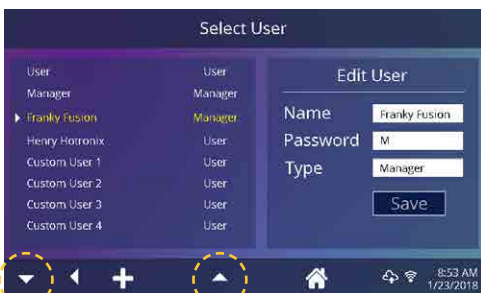 Select User
User User
Manager Manager
Franky Fusion Manager
Henry Hotronix User
Custom User 1 User
Custom User 2 User
Custom User 3 User
Custom User 4 User
Edit User
Name Franky Fusion
Password M
Type Manager
Save
8:53 AM
1/23/2018